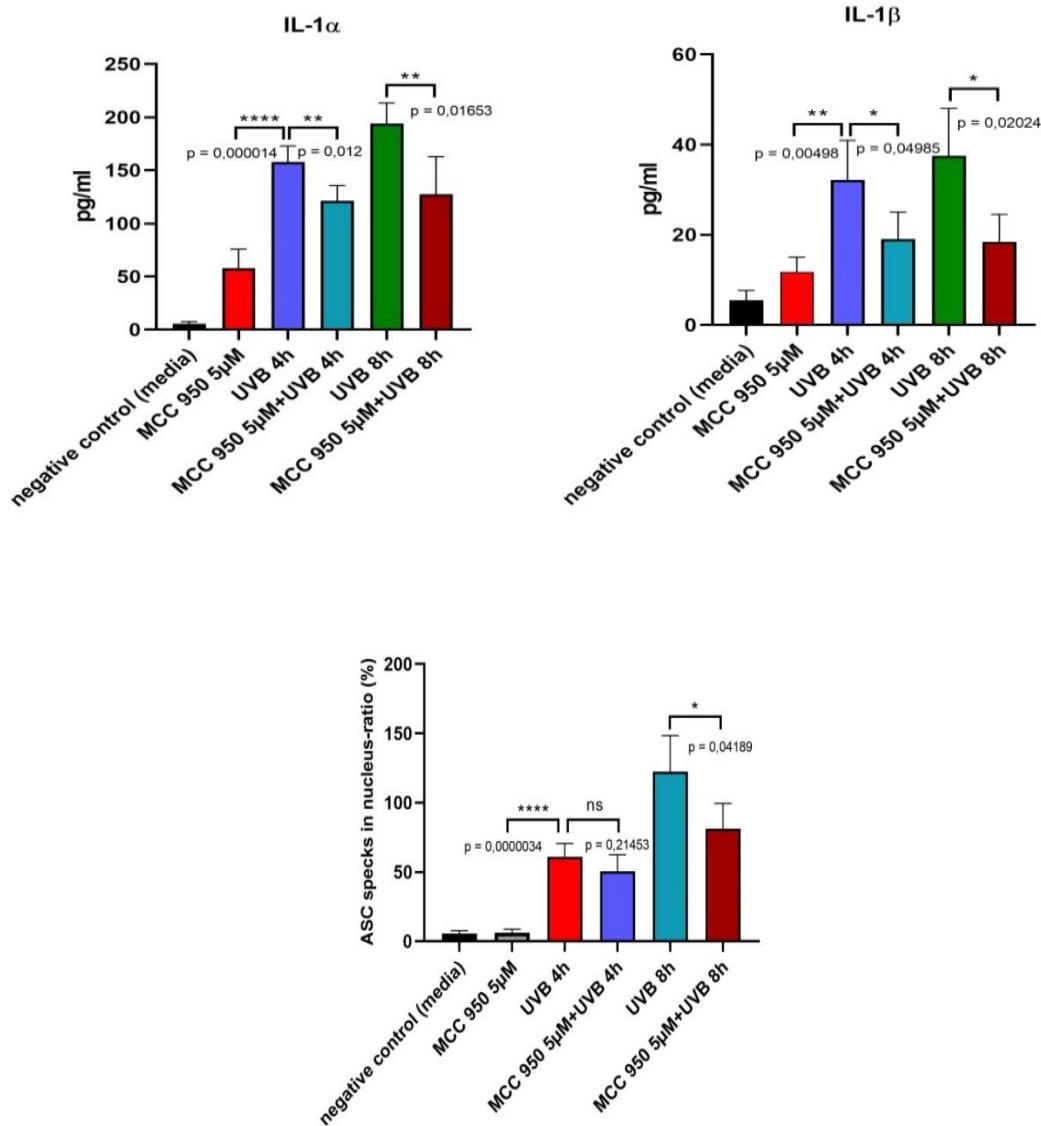 IL-1α
250
200
150
100
50
0
pg/ml
****
**
**
p = 0,000014
p = 0,012
p = 0,01653
negative control (media)
MCC 950 5µM
UVB 4h
MCC 950 5µM+UVB 4h
UVB 8h
MCC 950 5µM+UVB 8h
IL-1β
60
40
20
0
pg/ml
**
*
*
p = 0,00498
p = 0,04985
p = 0,02024
negative control (media)
MCC 950 5µM
UVB 4h
MCC 950 5µM+UVB 4h
UVB 8h
MCC 950 5µM+UVB 8h
200
150
100
50
0
ASC specks in nucleus-ratio (%)
****
ns
*
p = 0,0000034
p = 0,21453
p = 0,04189
negative control (media)
MCC 950 5µM
UVB 4h
MCC 950 5µM+UVB 4h
UVB 8h
MCC 950 5µM+UVB 8h